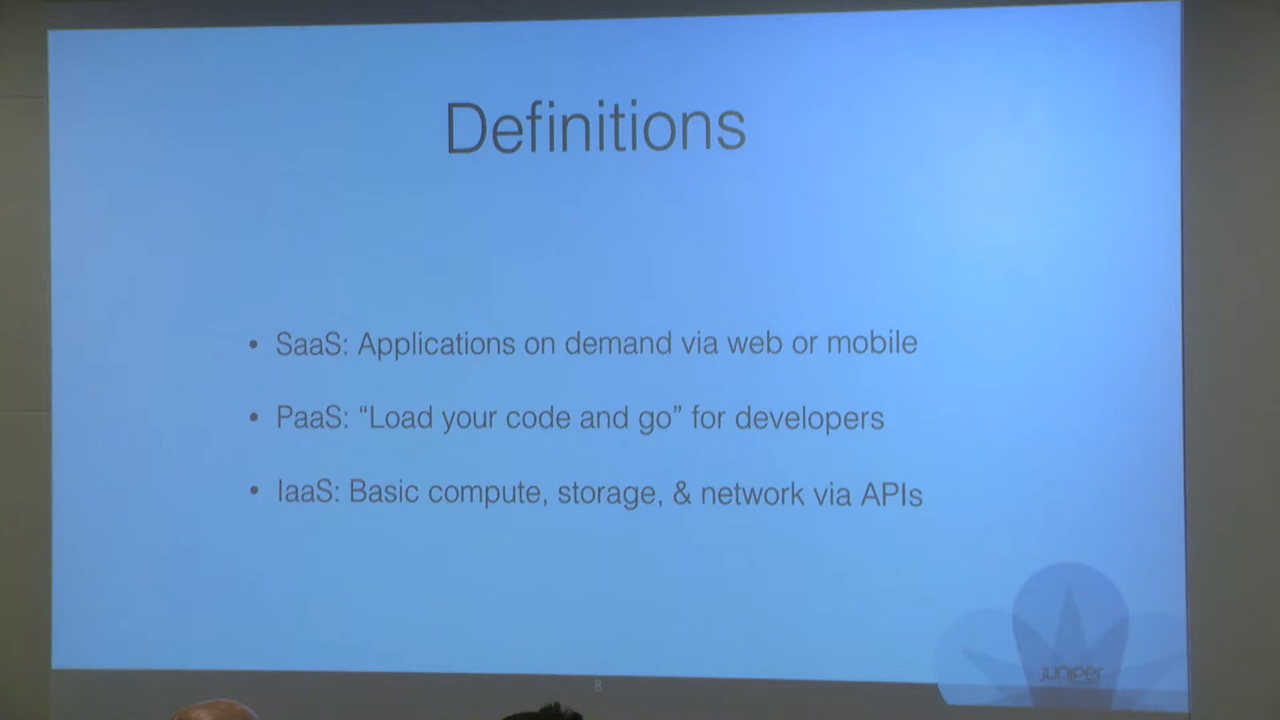 Definitions
• SaaS: Applications on demand via web or mobile
• PaaS: “Load your code and go” for developers
• IaaS: Basic compute, storage, & network via APIs
juniper
8